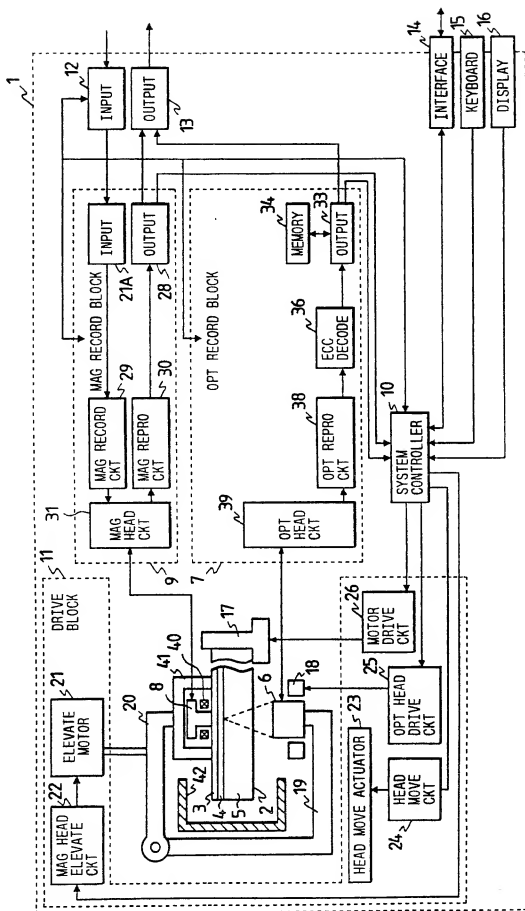 1
11
DRIVE
BLOCK
22
MAG HEAD
ELEVATE
CKT
21
ELEVATE
MOTOR
20
41
40
8
42
3
4
5
2
17
6
18
19
HEAD MOVE ACTUATOR
23
HEAD
MOVE CKT
24
OPT HEAD
DRIVE
CKT
25
MOTOR
DRIVE CKT
26
31
MAG
HEAD
CKT
9
29
MAG RECORD
CKT
MAG REPRO
CKT
30
MAG RECORD BLOCK
INPUT
21A
OUTPUT
28
12
INPUT
OUTPUT
13
OPT RECORD BLOCK
7
39
OPT HEAD
CKT
38
OPT REPRO
CKT
36
ECC
DECODE
34
MEMORY
33
OUTPUT
10
SYSTEM
CONTROLLER
14
INTERFACE
15
KEYBOARD
16
DISPLAY